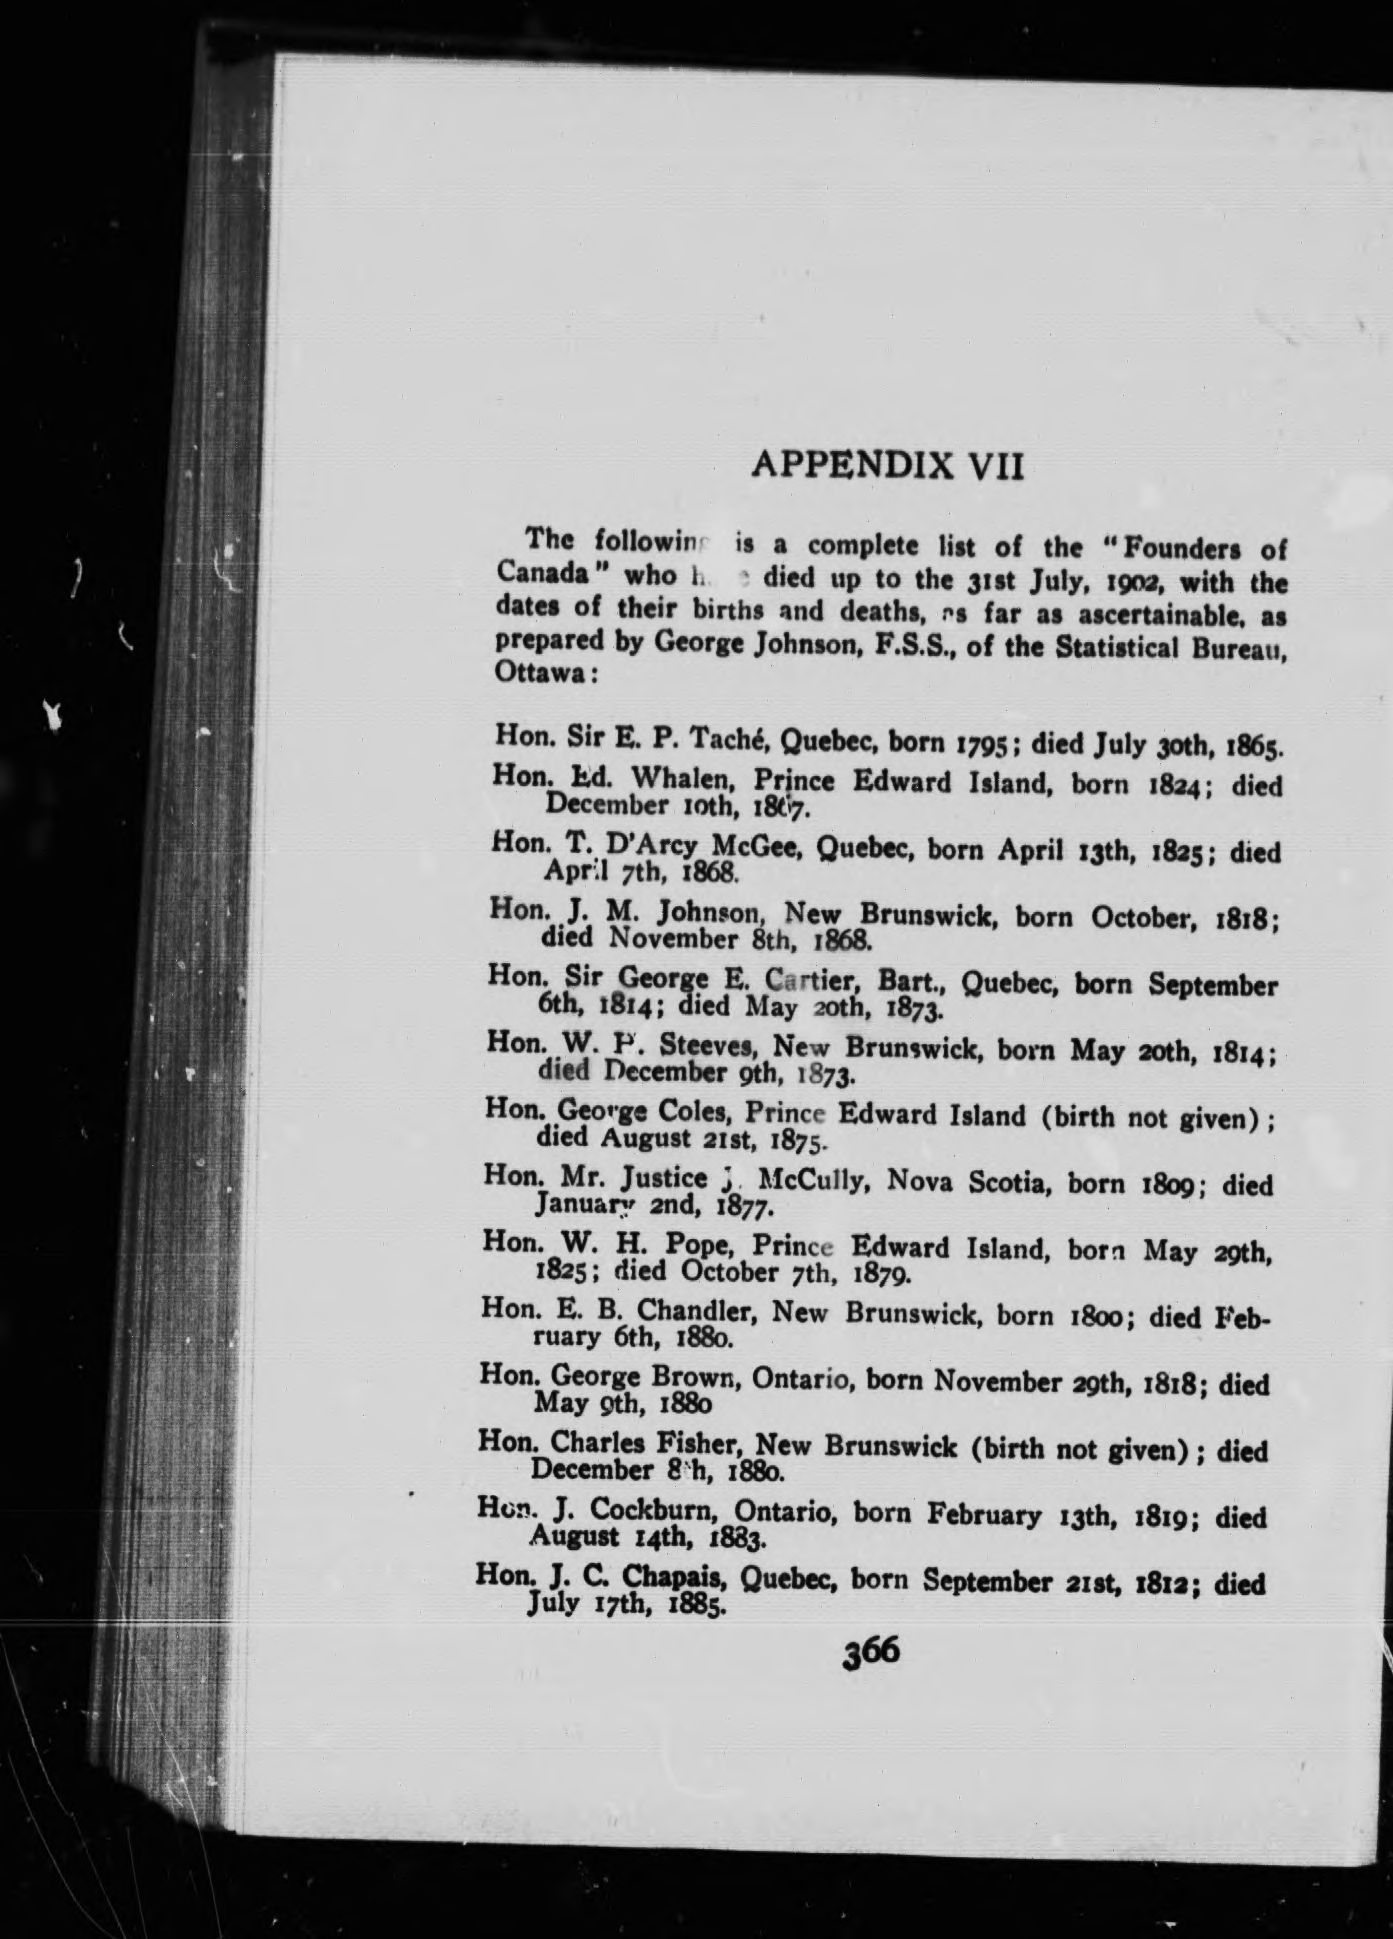 APPENDIX VII
The following is a complete list of the "Founders of
Canada" who have died up to the 31st July, 1902, with the
dates of their births and deaths, as far as ascertainable, as
prepared by George Johnson, F.S.S., of the Statistical Bureau,
Ottawa:
Hon. Sir E. P. Taché, Quebec, born 1795; died July 30th, 1865.
Hon. Ed. Whalen, Prince Edward Island, born 1824; died
December 10th, 1867.
Hon. T. D'Arcy McGee, Quebec, born April 13th, 1825; died
April 7th, 1868.
Hon. J. M. Johnson, New Brunswick, born October, 1818;
died November 8th, 1868.
Hon. Sir George E. Cartier, Bart., Quebec, born September
6th, 1814; died May 20th, 1873.
Hon. W. P. Steeves, New Brunswick, born May 20th, 1814;
died December 9th, 1873.
Hon. George Coles, Prince Edward Island (birth not given);
died August 21st, 1875.
Hon. Mr. Justice J. McCully, Nova Scotia, born 1809; died
January 2nd, 1877.
Hon. W. H. Pope, Prince Edward Island, born May 29th,
1825; died October 7th, 1879.
Hon. E. B. Chandler, New Brunswick, born 1800; died Feb-
ruary 6th, 1880.
Hon. George Brown, Ontario, born November 29th, 1818; died
May 9th, 1880
Hon. Charles Fisher, New Brunswick (birth not given); died
December 8th, 1880.
Hon. J. Cockburn, Ontario, born February 13th, 1819; died
August 14th, 1883.
Hon. J. C. Chapais, Quebec, born September 21st, 1812; died
July 17th, 1885.
366